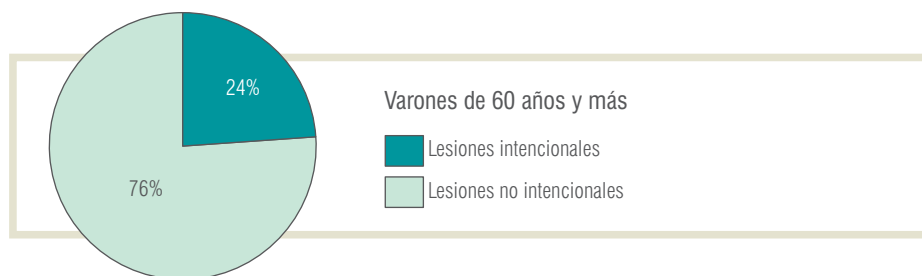 24%
Varones de 60 años y más
Lesiones intencionales
76%
Lesiones no intencionales